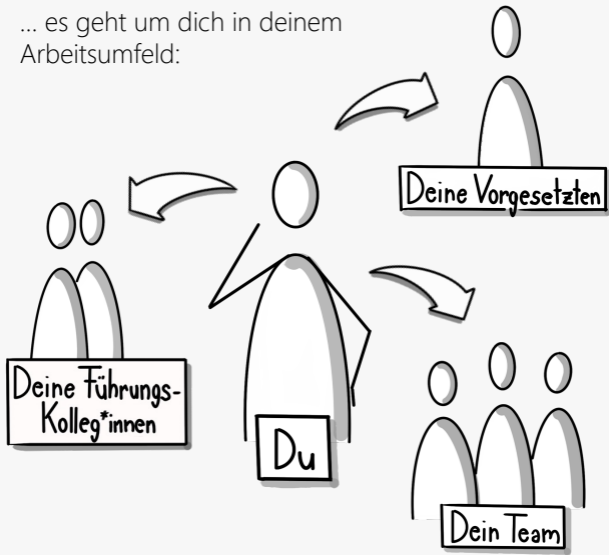 ... es geht um dich in deinem
Arbeitsumfeld:
Deine Vorgesetzten
Deine Führungs-
Kolleg*innen
Du
Dein Team